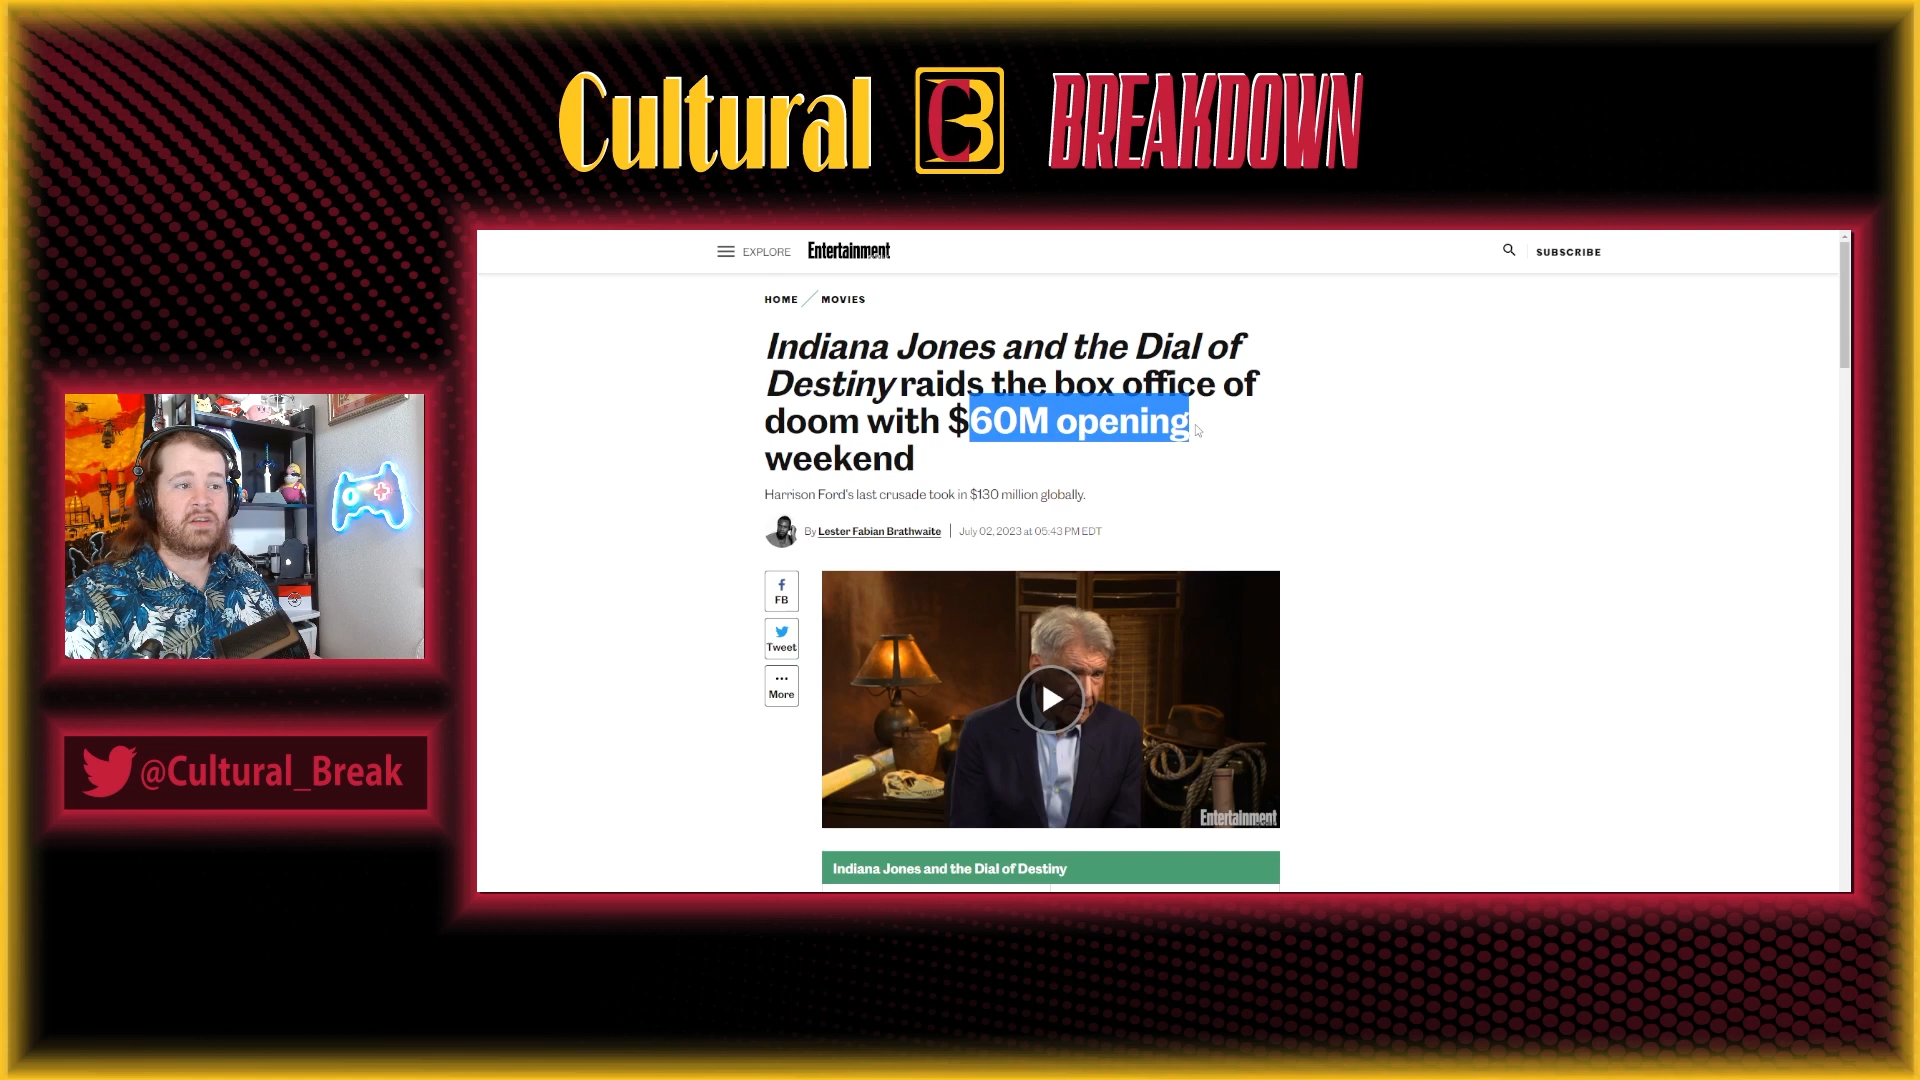 Cultural CB BREAKDOWN
EXPLORE Entertainment SUBSCRIBE
HOME MOVIES
Indiana Jones and the Dial of
Destiny raids the box office of
doom with $60M opening
weekend
Harrison Ford's last crusade took in $130 million globally.
By Lester Fabian Brathwaite July 02, 2023 at 05:43 PM EDT
FB
Tweet
More
Entertainment
Indiana Jones and the Dial of Destiny
@Cultural_Break